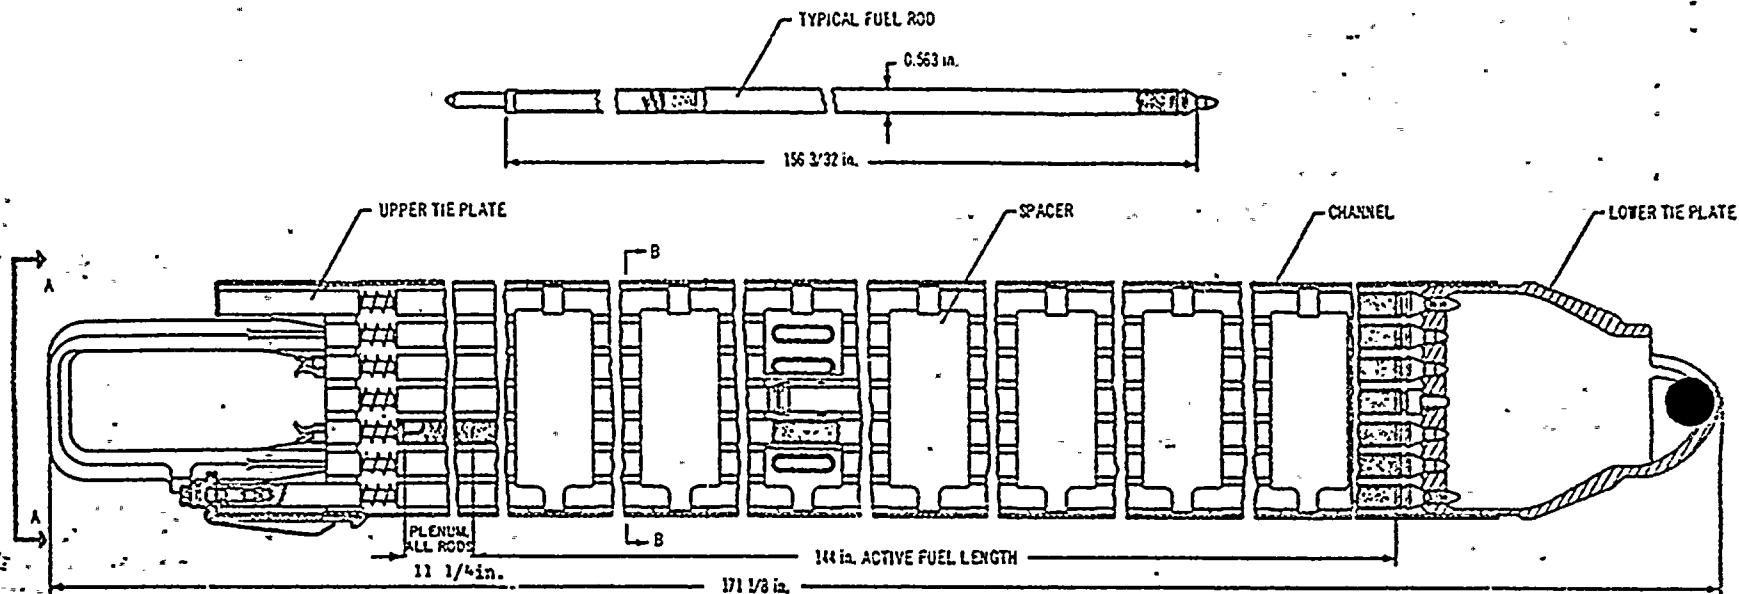 TYPICAL FUEL ROD
0.563 in.
156 3/32 in.
UPPER TIE PLATE
SPACER
CHANNEL
LOWER TIE PLATE
A
B
A
B
PLENUM,
ALL RODS
11 1/4in.
144 in. ACTIVE FUEL LENGTH
171 1/8 in.